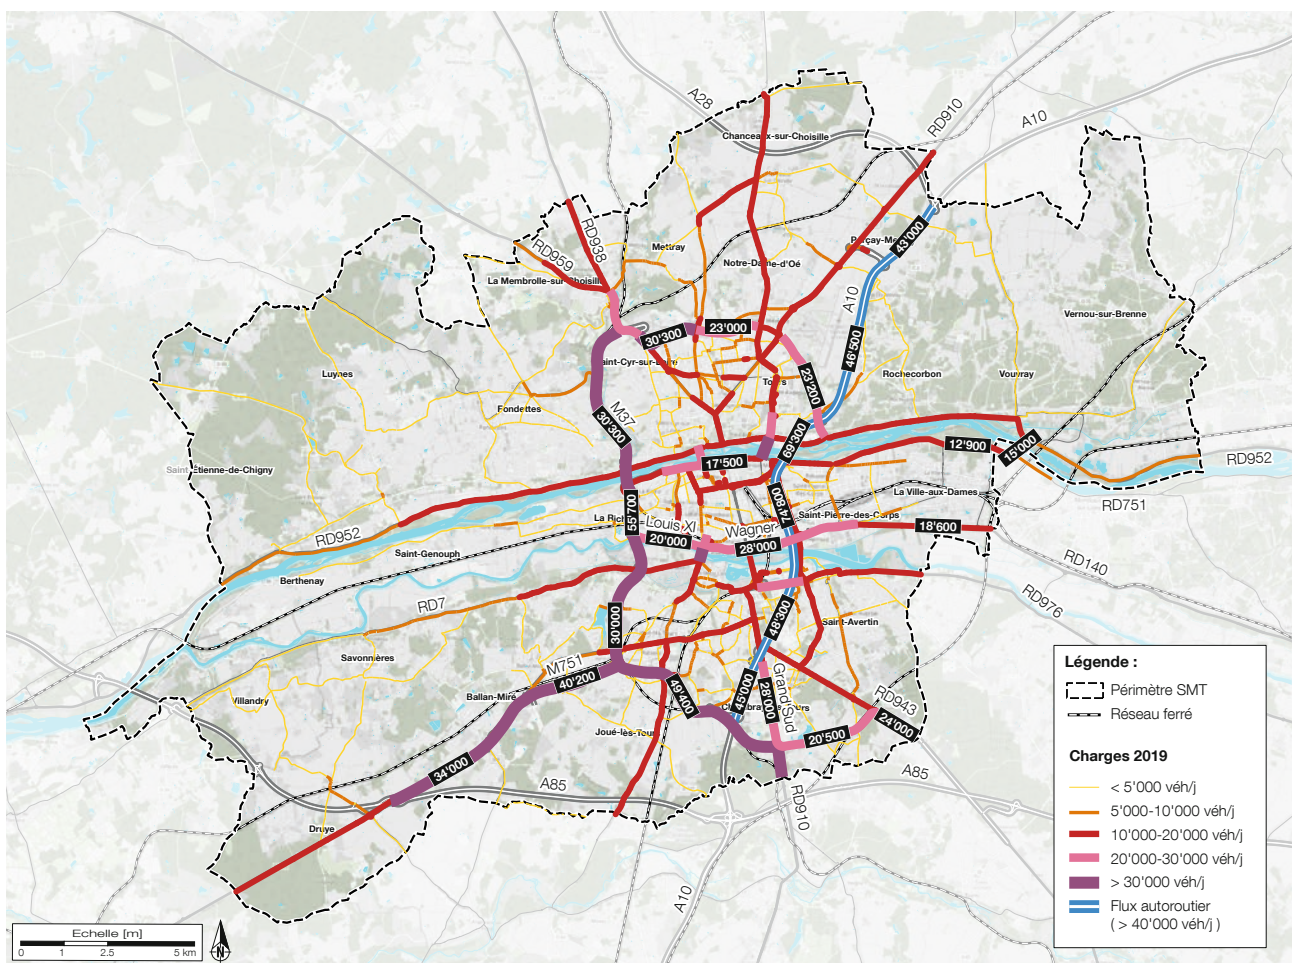 A28
RD910
A10
Chanceaux-sur-Choisille
RD938
RD959
Mettray
Parçay-Me
43'000
Notre-Dame-d'Oé
La Membrolle-sur-Choisille
A10
Vernou-sur-Brenne
30'300
23'000
46'500
Saint-Cyr-sur-Loire
23'200
Luynes
Tours
Rochecorbon
Vouvray
Fondettes
M37
30'300
69'300
12'900
15'000
RD952
Saint-Étienne-de-Chigny
17'500
74'800
La Ville-aux-Dames
RD751
55'700
La Rich
Louis XI
Wagner
Saint-Pierre-des-Corps
18'600
RD952
20'000
28'000
Saint-Genouph
RD140
Berthenay
RD7
RD976
30'000
48'300
Saint-Avertin
Savonnières
M751
40'200
49'400
45'000
28'000
Grand Sud
RD943
24'000
Villandry
Ballan-Miré
Joué-lès-Tours
20'500
34'000
A85
A85
RD910
Druye
A10
Légende :
Périmètre SMT
Réseau ferré
Charges 2019
< 5'000 véh/j
5'000-10'000 véh/j
10'000-20'000 véh/j
20'000-30'000 véh/j
> 30'000 véh/j
Flux autoroutier
( > 40'000 véh/j )
Echelle [m]
0 1 2.5 5 km
N